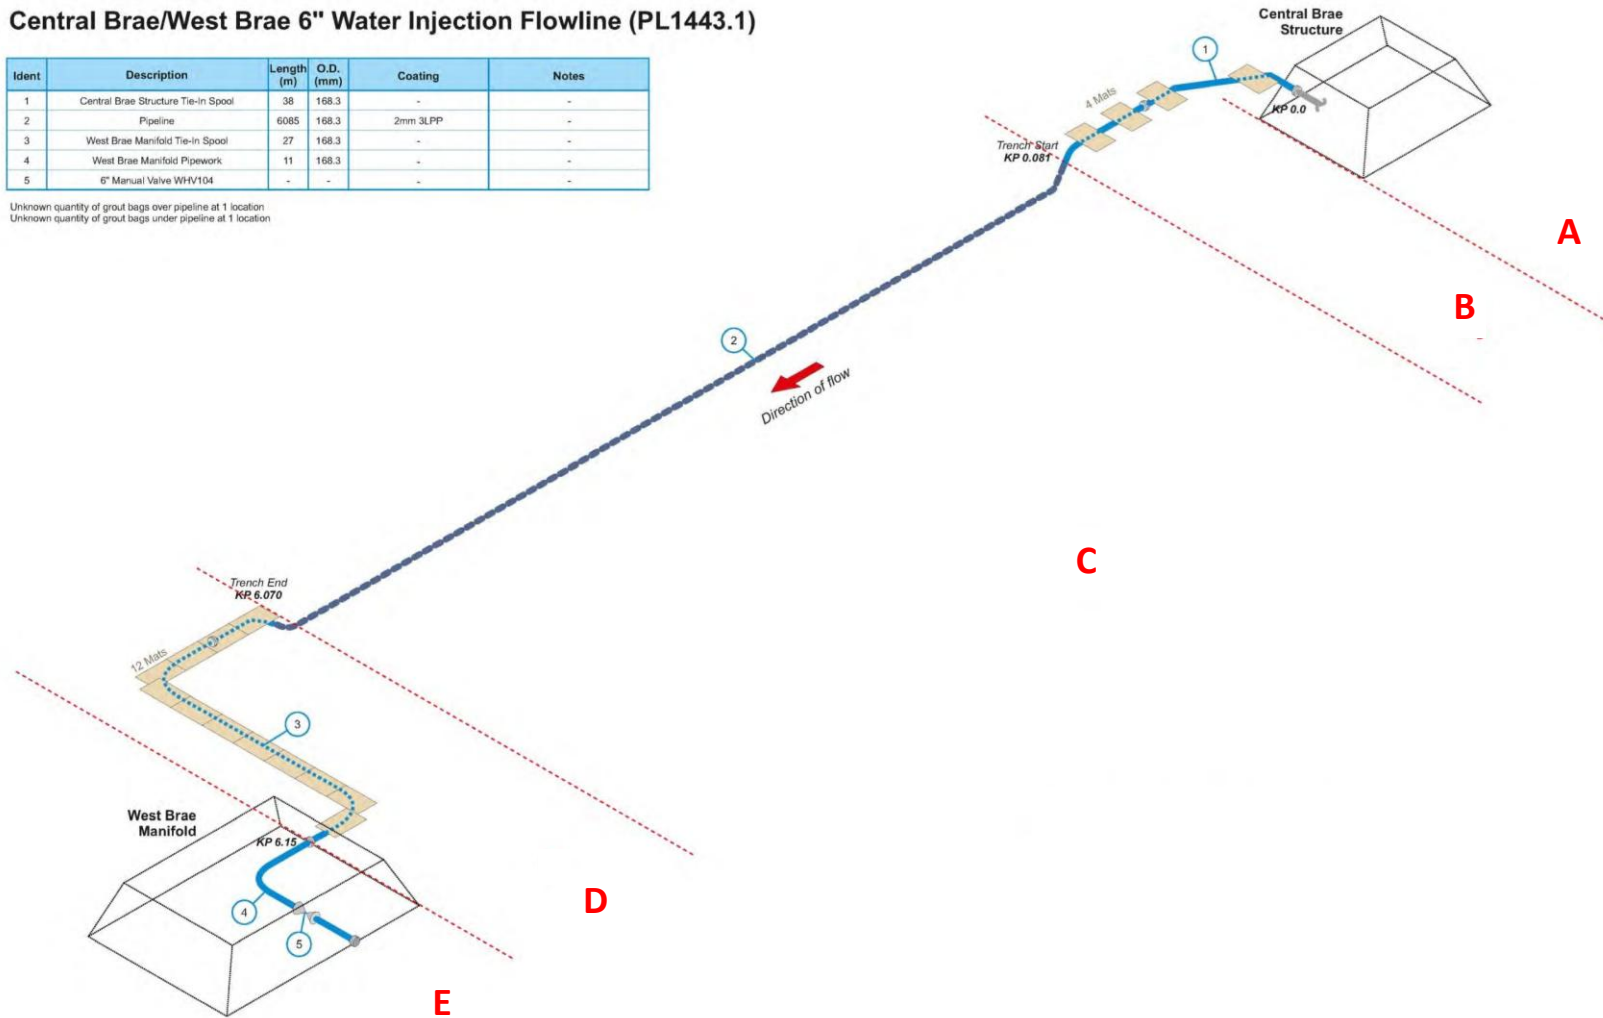 Central Brae/West Brae 6" Water Injection Flowline (PL1443.1)
Ident Description Length (m) O.D. (mm) Coating Notes
1 Central Brae Structure Tie-In Spool 38 168.3 - -
2 Pipeline 6085 168.3 2mm 3LPP -
3 West Brae Manifold Tie-In Spool 27 168.3 - -
4 West Brae Manifold Pipework 11 168.3 - -
5 6" Manual Valve WHV104 - - - -
Unknown quantity of grout bags over pipeline at 1 location
Unknown quantity of grout bags under pipeline at 1 location
Central Brae
Structure
1
KP 0.0
4 Mats
Trench Start
KP 0.081
A
B
2
Direction of flow
C
Trench End
KP 6.070
12 Mats
3
West Brae
Manifold
KP 6.15
4
5
D
E